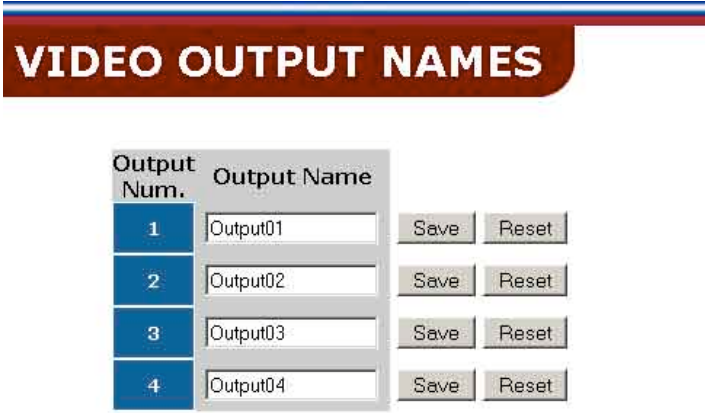 VIDEO OUTPUT NAMES
Output Num. Output Name
1 Output01 Save Reset
2 Output02 Save Reset
3 Output03 Save Reset
4 Output04 Save Reset